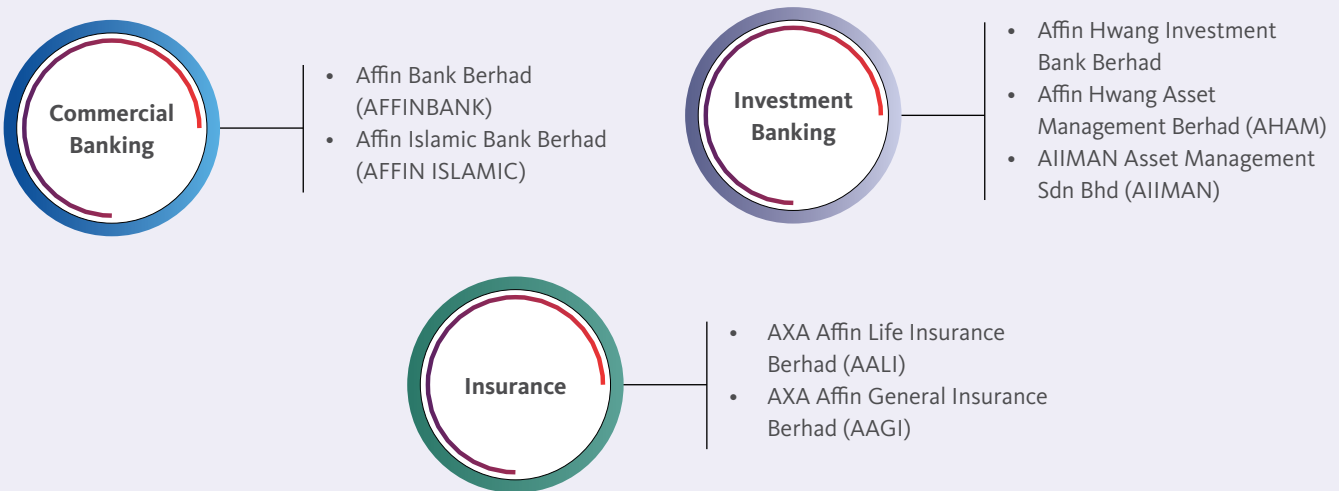 Commercial
Banking
• Affin Bank Berhad
(AFFINBANK)
• Affin Islamic Bank Berhad
(AFFIN ISLAMIC)
Investment
Banking
• Affin Hwang Investment
Bank Berhad
• Affin Hwang Asset
Management Berhad (AHAM)
• AIIMAN Asset Management
Sdn Bhd (AIIMAN)
Insurance
• AXA Affin Life Insurance
Berhad (AALI)
• AXA Affin General Insurance
Berhad (AAGI)